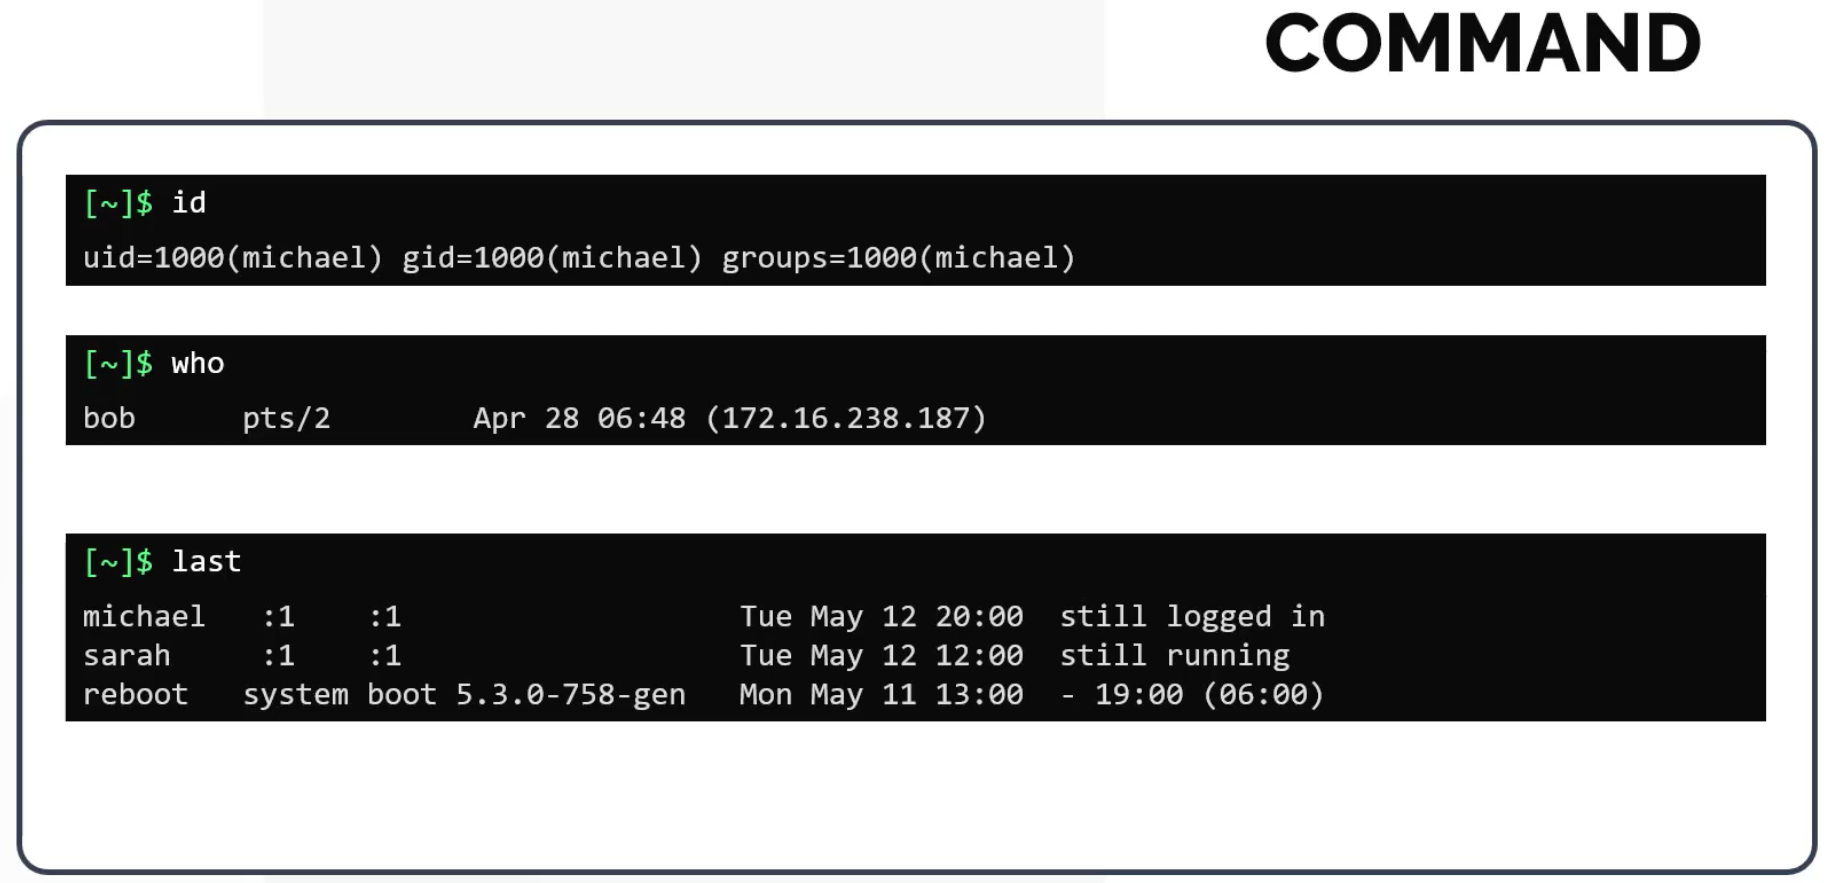 COMMAND
[~]$ id
uid=1000(michael) gid=1000(michael) groups=1000(michael)
[~]$ who
bob pts/2 Apr 28 06:48 (172.16.238.187)
[~]$ last
michael :1 :1 Tue May 12 20:00 still logged in
sarah :1 :1 Tue May 12 12:00 still running
reboot system boot 5.3.0-758-gen Mon May 11 13:00 - 19:00 (06:00)